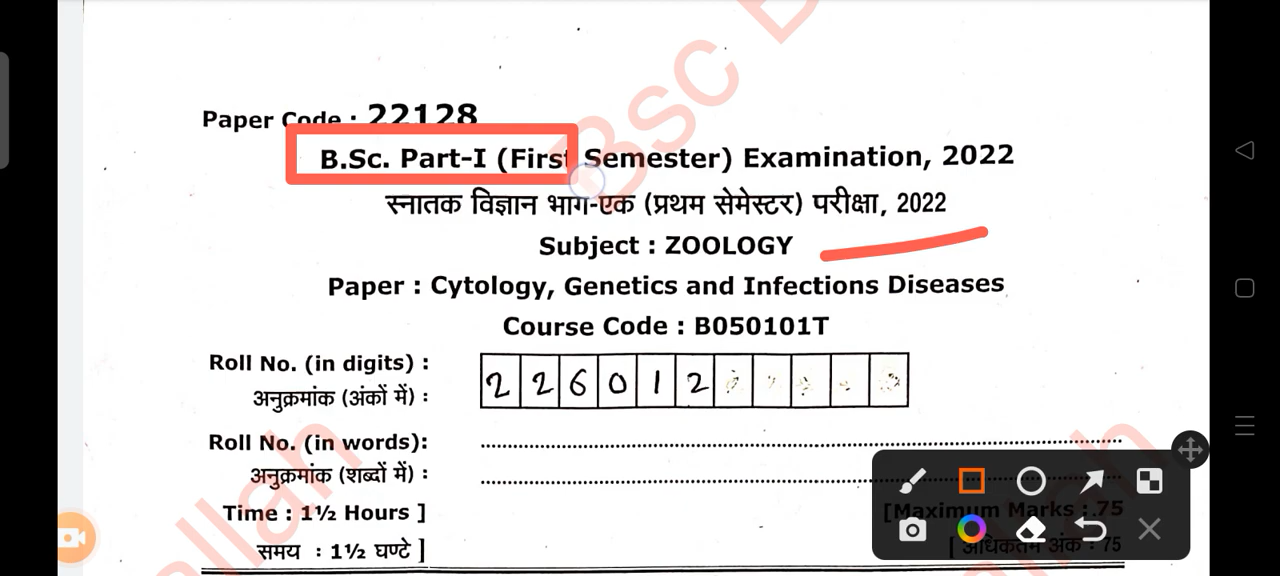 Paper Code : 22128
B.Sc. Part-I (First Semester) Examination, 2022
स्नातक विज्ञान भाग-एक (प्रथम सेमेस्टर) परीक्षा, 2022
Subject : ZOOLOGY
Paper : Cytology, Genetics and Infections Diseases
Course Code : B050101T
Roll No. (in digits) :
226012
अनुक्रमांक (अंकों में) :
Roll No. (in words):
अनुक्रमांक (शब्दों में) :
Time : 1½ Hours ]
[Maximum Marks : 75
समय : 1½ घण्टे ]
[ अधिकतम अंक : 75
Bsc